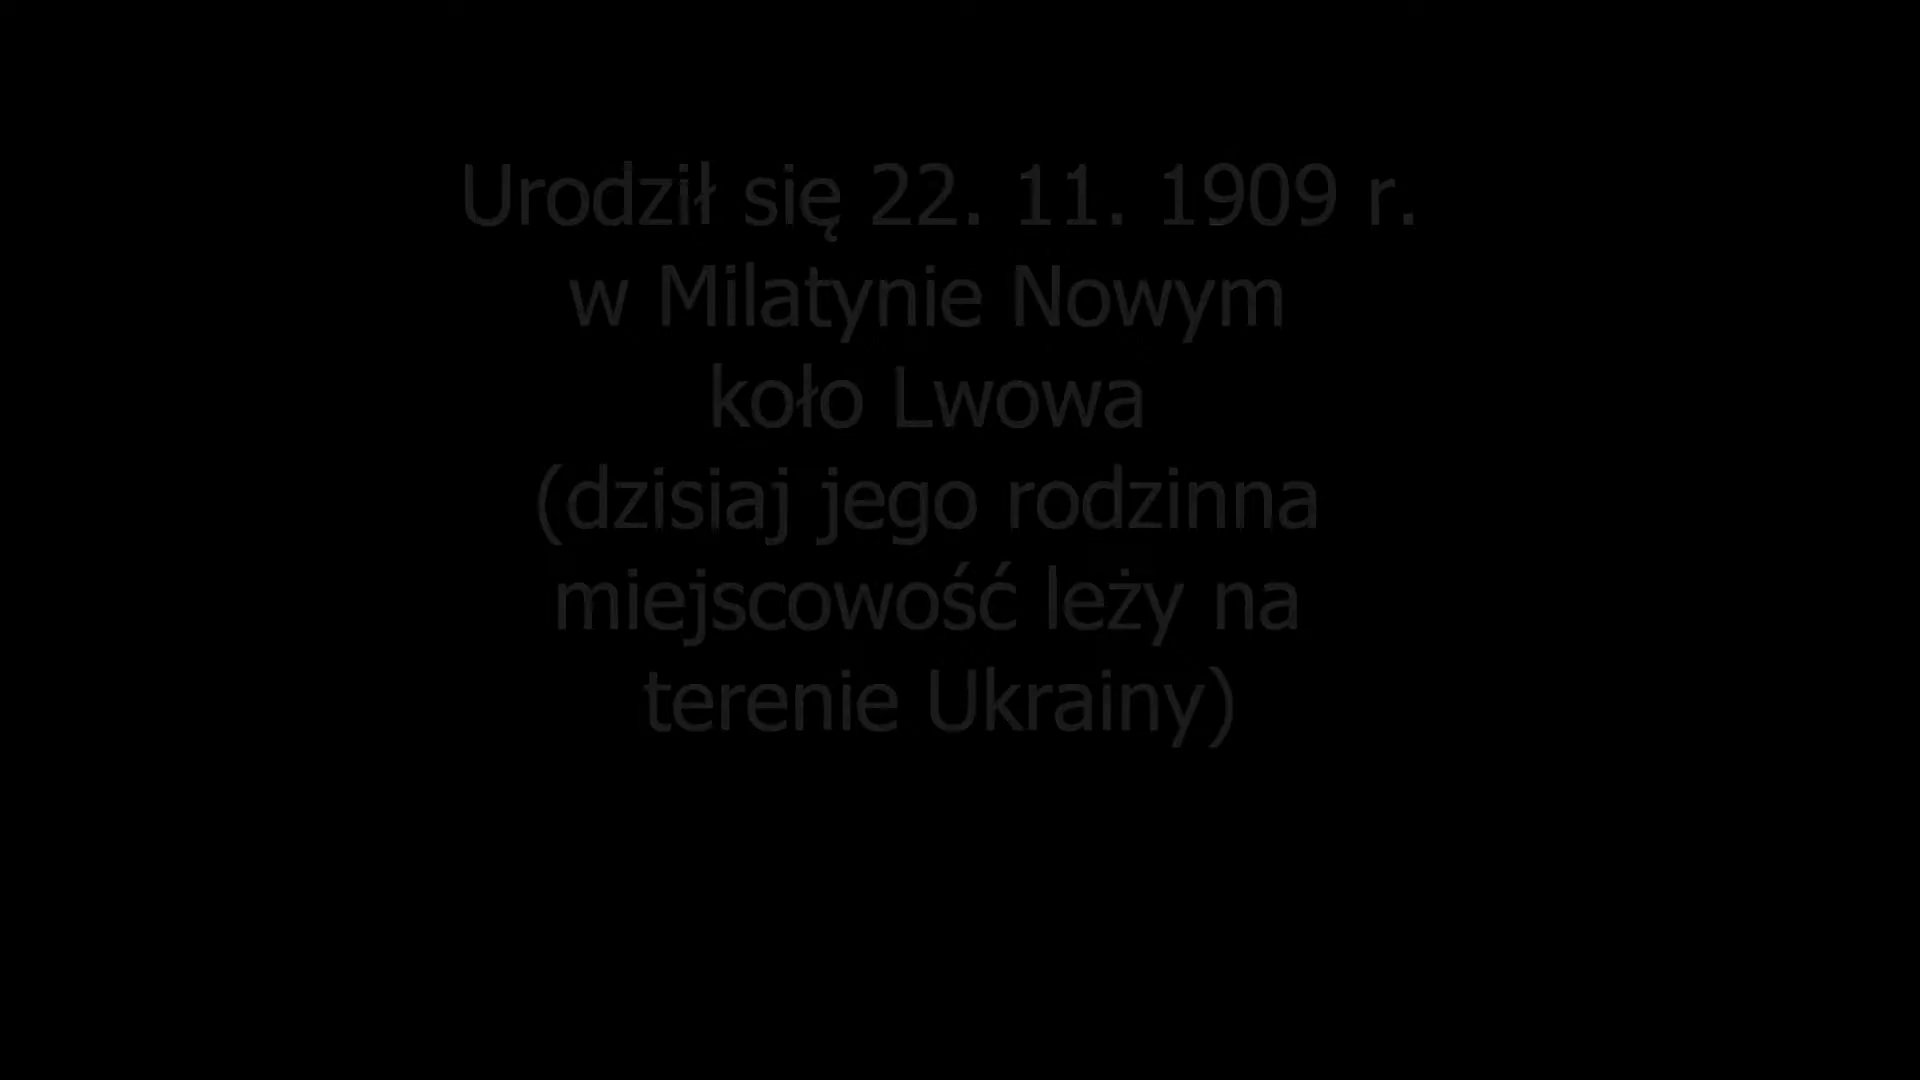 Urodził się 22. 11. 1909 r.
w Milatynie Nowym
koło Lwowa
(dzisiaj jego rodzinna
miejscowość leży na
terenie Ukrainy)